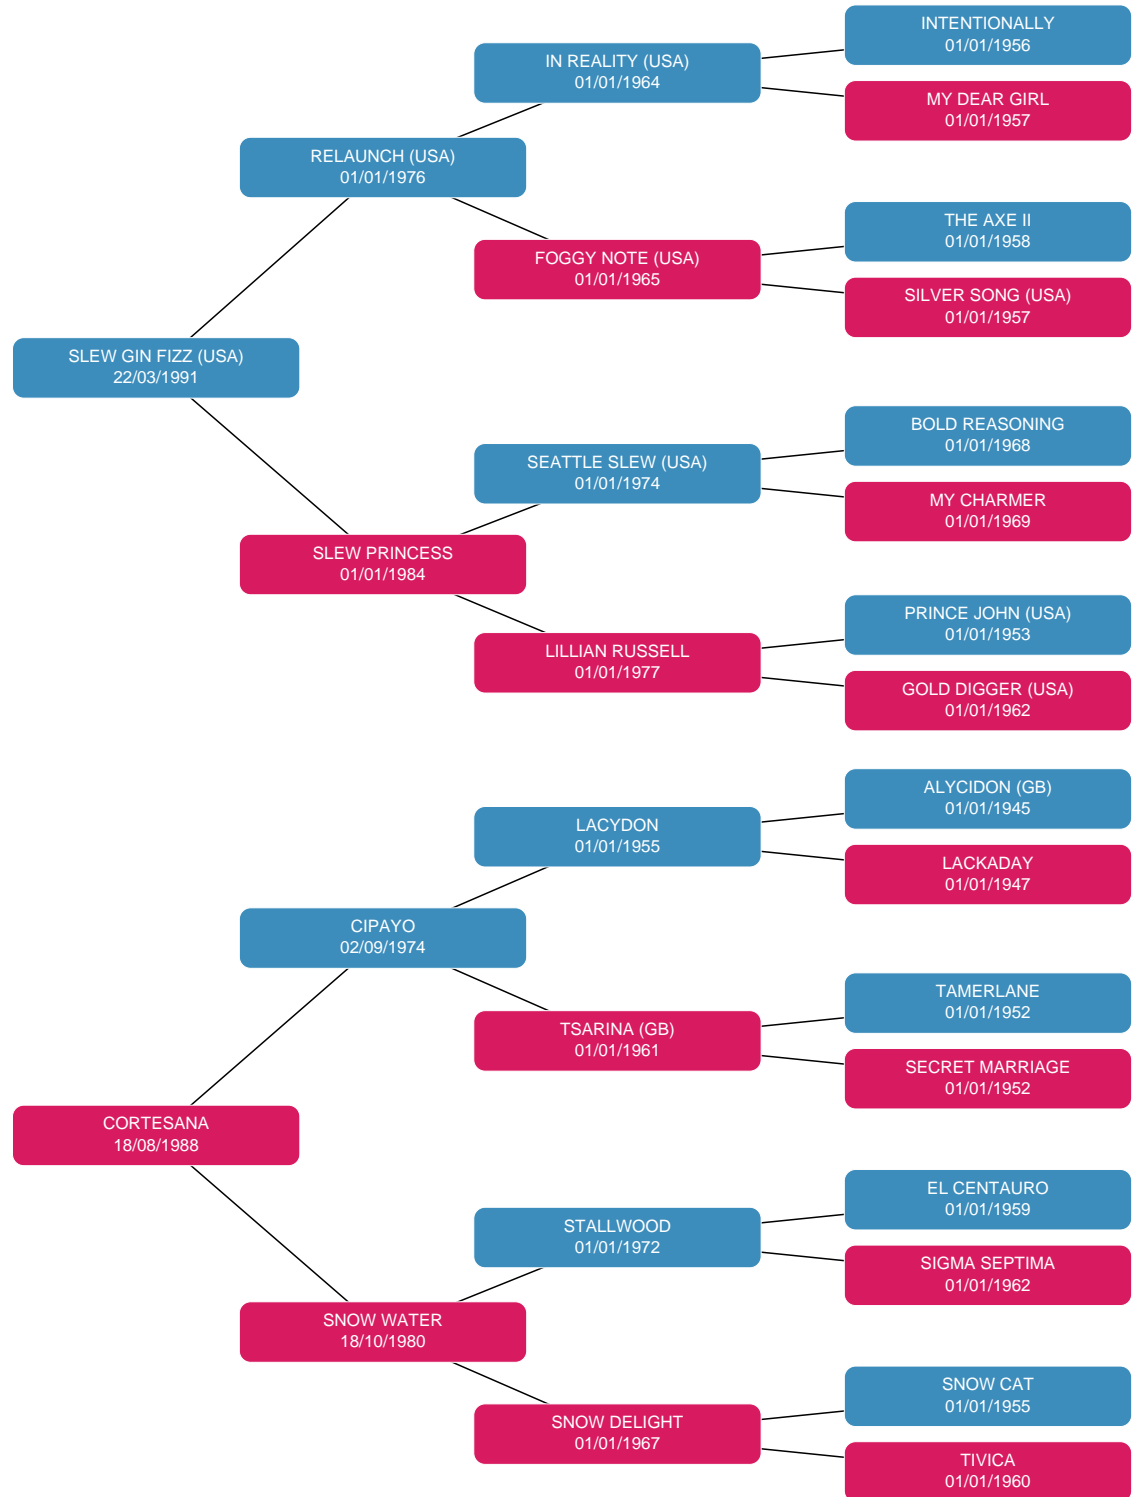 INTENTIONALLY
01/01/1956
IN REALITY (USA)
01/01/1964
MY DEAR GIRL
01/01/1957
RELAUNCH (USA)
01/01/1976
THE AXE II
01/01/1958
FOGGY NOTE (USA)
01/01/1965
SILVER SONG (USA)
01/01/1957
SLEW GIN FIZZ (USA)
22/03/1991
BOLD REASONING
01/01/1968
SEATTLE SLEW (USA)
01/01/1974
MY CHARMER
01/01/1969
SLEW PRINCESS
01/01/1984
PRINCE JOHN (USA)
01/01/1953
LILLIAN RUSSELL
01/01/1977
GOLD DIGGER (USA)
01/01/1962
ALYCIDON (GB)
01/01/1945
LACYDON
01/01/1955
LACKADAY
01/01/1947
CIPAYO
02/09/1974
TAMERLANE
01/01/1952
TSARINA (GB)
01/01/1961
SECRET MARRIAGE
01/01/1952
CORTESANA
18/08/1988
EL CENTAURO
01/01/1959
STALLWOOD
01/01/1972
SIGMA SEPTIMA
01/01/1962
SNOW WATER
18/10/1980
SNOW CAT
01/01/1955
SNOW DELIGHT
01/01/1967
TIVICA
01/01/1960